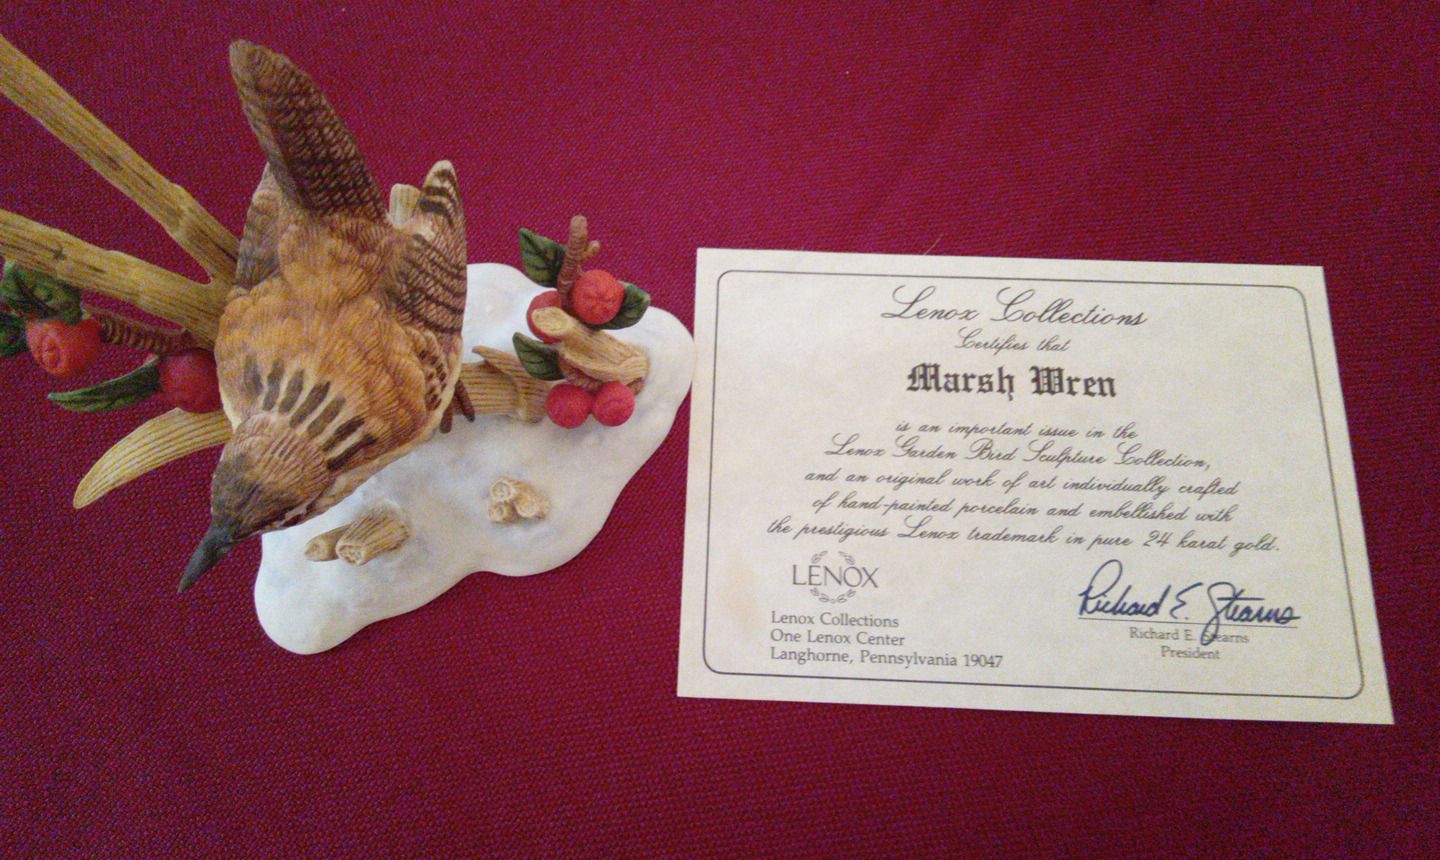 Lenox Collections
Certifies that
Marsh Wren
is an important issue in the
Lenox Garden Bird Sculpture Collection,
and an original work of art individually crafted
of hand-painted porcelain and embellished with
the prestigious Lenox trademark in pure 24 karat gold.
LENOX
Lenox Collections
One Lenox Center
Langhorne, Pennsylvania 19047
Richard E. Stearns
Richard E. Stearns
President